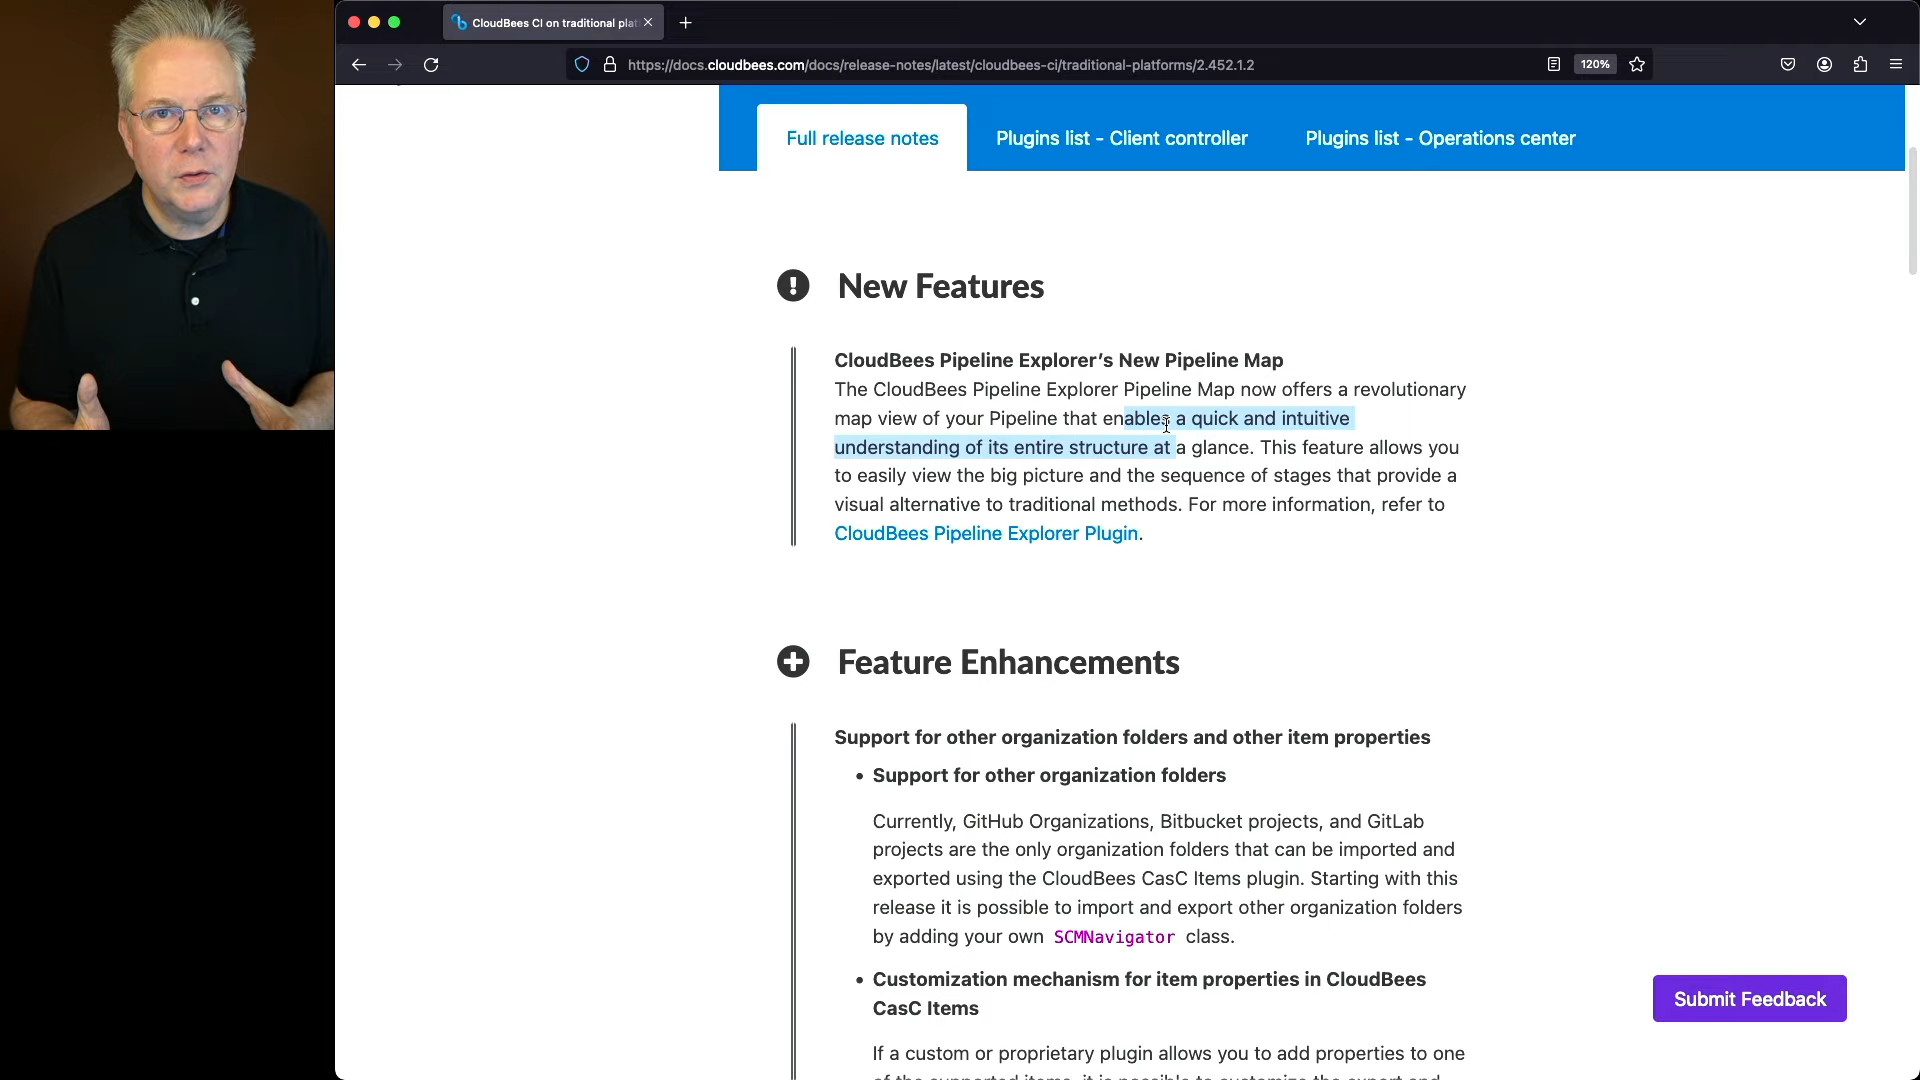 CloudBees CI on traditional plat
https://docs.cloudbees.com/docs/release-notes/latest/cloudbees-ci/traditional-platforms/2.452.1.2
120%
Full release notes
Plugins list - Client controller
Plugins list - Operations center
New Features
CloudBees Pipeline Explorer’s New Pipeline Map
The CloudBees Pipeline Explorer Pipeline Map now offers a revolutionary
map view of your Pipeline that enables a quick and intuitive
understanding of its entire structure at a glance. This feature allows you
to easily view the big picture and the sequence of stages that provide a
visual alternative to traditional methods. For more information, refer to
CloudBees Pipeline Explorer Plugin.
Feature Enhancements
Support for other organization folders and other item properties
• Support for other organization folders
Currently, GitHub Organizations, Bitbucket projects, and GitLab
projects are the only organization folders that can be imported and
exported using the CloudBees CasC Items plugin. Starting with this
release it is possible to import and export other organization folders
by adding your own SCMNavigator class.
• Customization mechanism for item properties in CloudBees
CasC Items
If a custom or proprietary plugin allows you to add properties to one
Submit Feedback